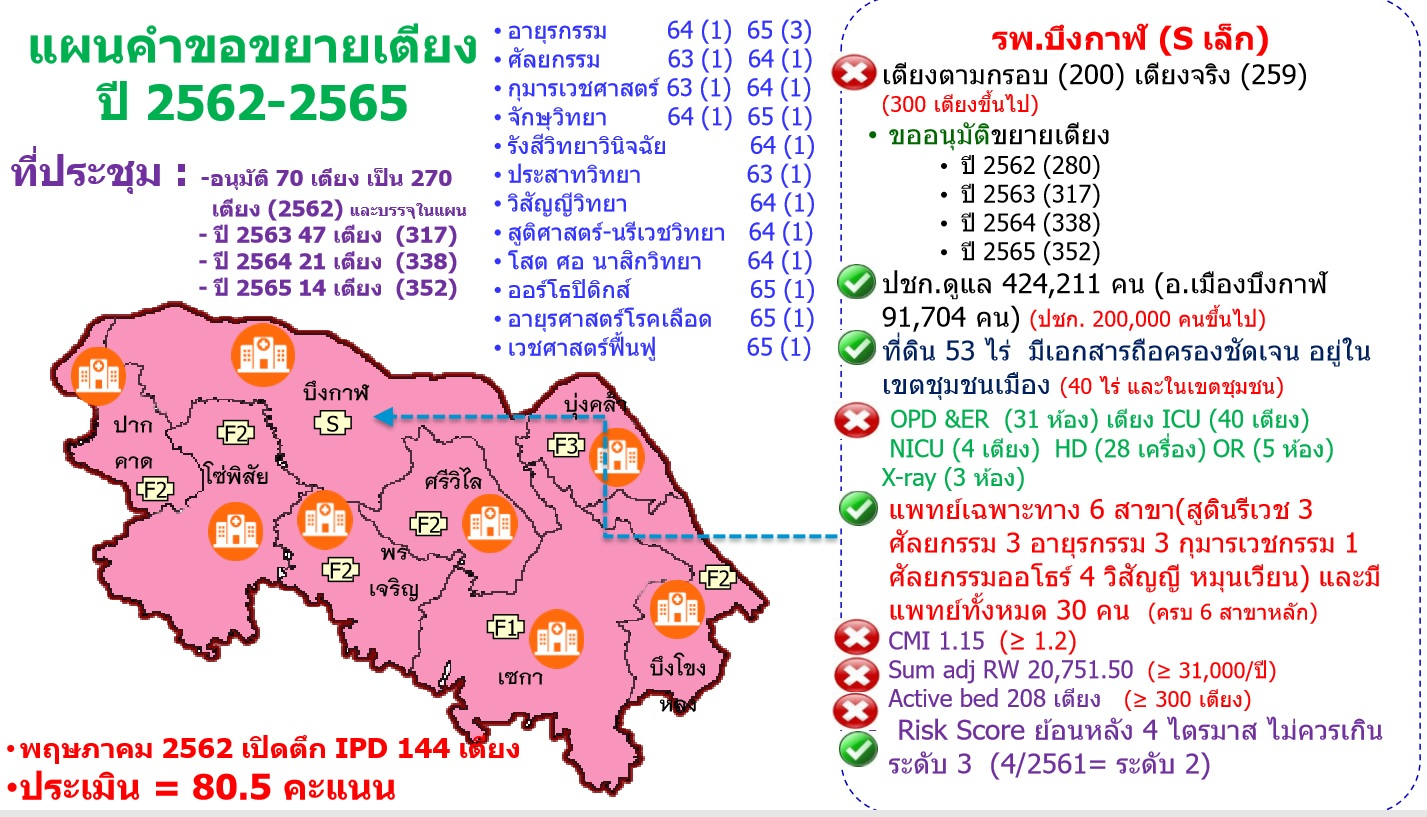 แผนคำขอขยายเตียง
ปี 2562-2565
ที่ประชุม : -อนุมัติ 70 เตียง เป็น 270
เตียง (2562) และบรรจุในแผน
- ปี 2563 47 เตียง (317)
- ปี 2564 21 เตียง (338)
- ปี 2565 14 เตียง (352)
• อายุรกรรม 64 (1) 65 (3)
• ศัลยกรรม 63 (1) 64 (1)
• กุมารเวชศาสตร์ 63 (1) 64 (1)
• จักษุวิทยา 64 (1) 65 (1)
• รังสีวิทยาวินิจฉัย 64 (1)
• ประสาทวิทยา 63 (1)
• วิสัญญีวิทยา 64 (1)
• สูติศาสตร์-นรีเวชวิทยา 64 (1)
• โสต ศอ นาสิกวิทยา 64 (1)
• ออร์โธปิดิกส์ 65 (1)
• อายุรศาสตร์โรคเลือด 65 (1)
• เวชศาสตร์ฟื้นฟู 65 (1)
บึงกาฬ
S
ปาก
คาด
F2
F2
โซ่พิสัย
บุ่งคล้า
F3
ศรีวิไล
F2
พร
เจริญ
F2
F1
เซกา
F2
บึงโขง
หลง
• พฤษภาคม 2562 เปิดตึก IPD 144 เตียง
• ประเมิน = 80.5 คะแนน
รพ.บึงกาฬ (S เล็ก)
เตียงตามกรอบ (200) เตียงจริง (259)
(300 เตียงขึ้นไป)
• ขออนุมัติขยายเตียง
• ปี 2562 (280)
• ปี 2563 (317)
• ปี 2564 (338)
• ปี 2565 (352)
ปชก.ดูแล 424,211 คน (อ.เมืองบึงกาฬ
91,704 คน) (ปชก. 200,000 คนขึ้นไป)
ที่ดิน 53 ไร่ มีเอกสารถือครองชัดเจน อยู่ใน
เขตชุมชนเมือง (40 ไร่ และในเขตชุมชน)
OPD &ER (31 ห้อง) เตียง ICU (40 เตียง)
NICU (4 เตียง) HD (28 เครื่อง) OR (5 ห้อง)
X-ray (3 ห้อง)
แพทย์เฉพาะทาง 6 สาขา(สูตินรีเวช 3
ศัลยกรรม 3 อายุรกรรม 3 กุมารเวชกรรม 1
ศัลยกรรมออโธร์ 4 วิสัญญี หมุนเวียน) และมี
แพทย์ทั้งหมด 30 คน (ครบ 6 สาขาหลัก)
CMI 1.15 (≥ 1.2)
Sum adj RW 20,751.50 (≥ 31,000/ปี)
Active bed 208 เตียง (≥ 300 เตียง)
- Risk Score ย้อนหลัง 4 ไตรมาส ไม่ควรเกิน
ระดับ 3 (4/2561= ระดับ 2)